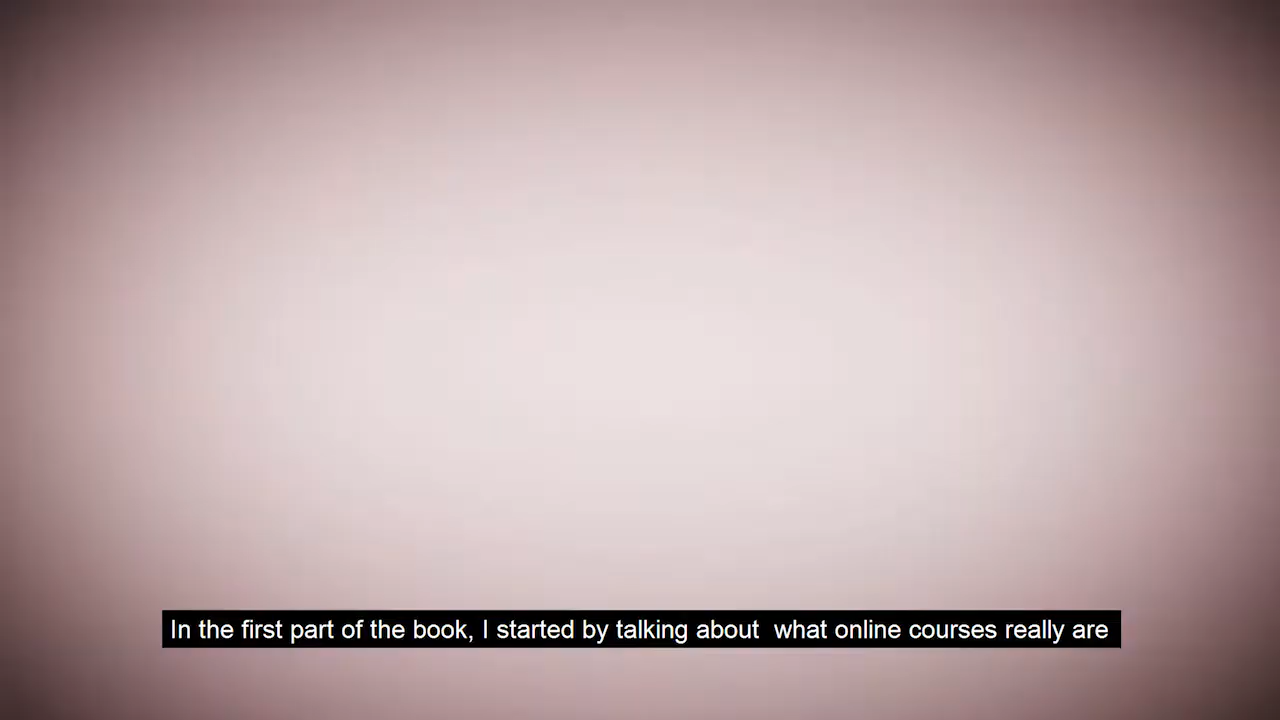 In the first part of the book, I started by talking about  what online courses really are